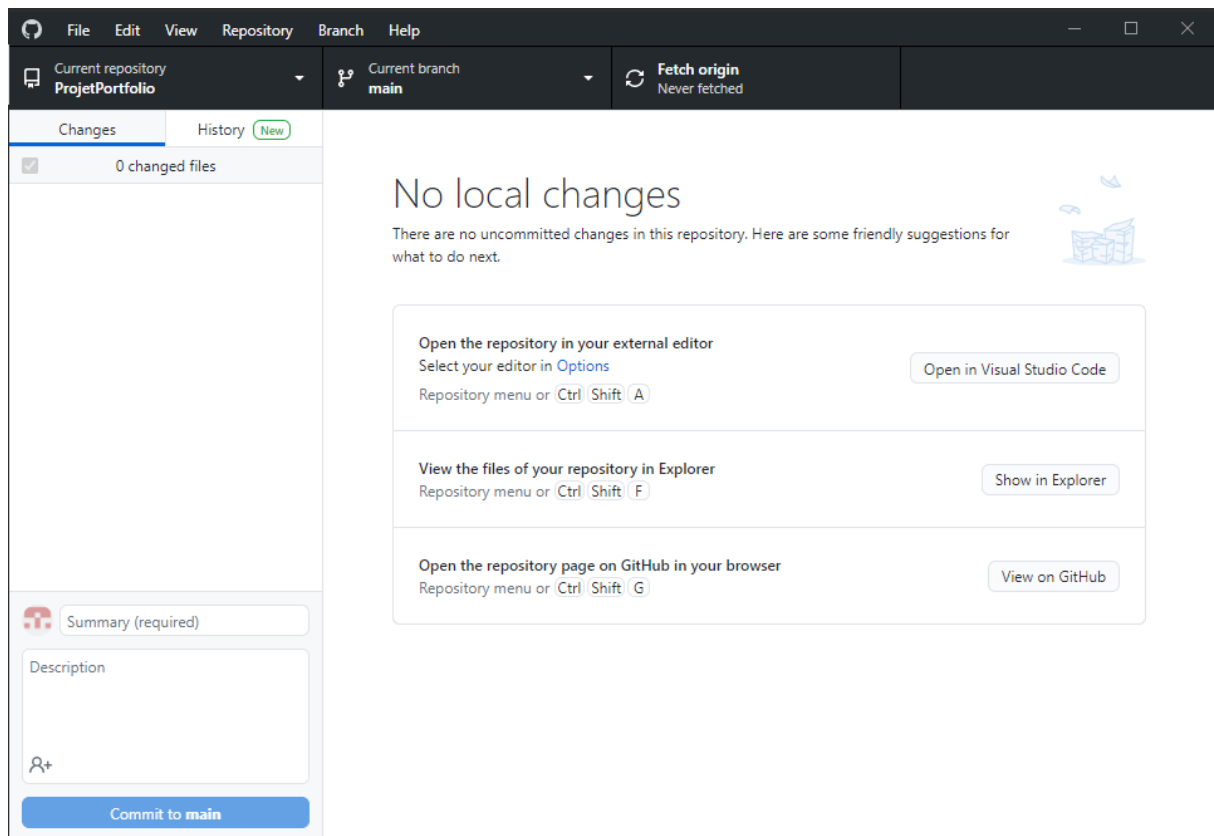 File Edit View Repository Branch Help
Current repository
ProjetPortfolio
Current branch
main
Fetch origin
Never fetched
Changes
History New
0 changed files
No local changes
There are no uncommitted changes in this repository. Here are some friendly suggestions for
what to do next.
Open the repository in your external editor
Select your editor in Options
Repository menu or Ctrl Shift A
Open in Visual Studio Code
View the files of your repository in Explorer
Repository menu or Ctrl Shift F
Show in Explorer
Open the repository page on GitHub in your browser
Repository menu or Ctrl Shift G
View on GitHub
Summary (required)
Description
Commit to main